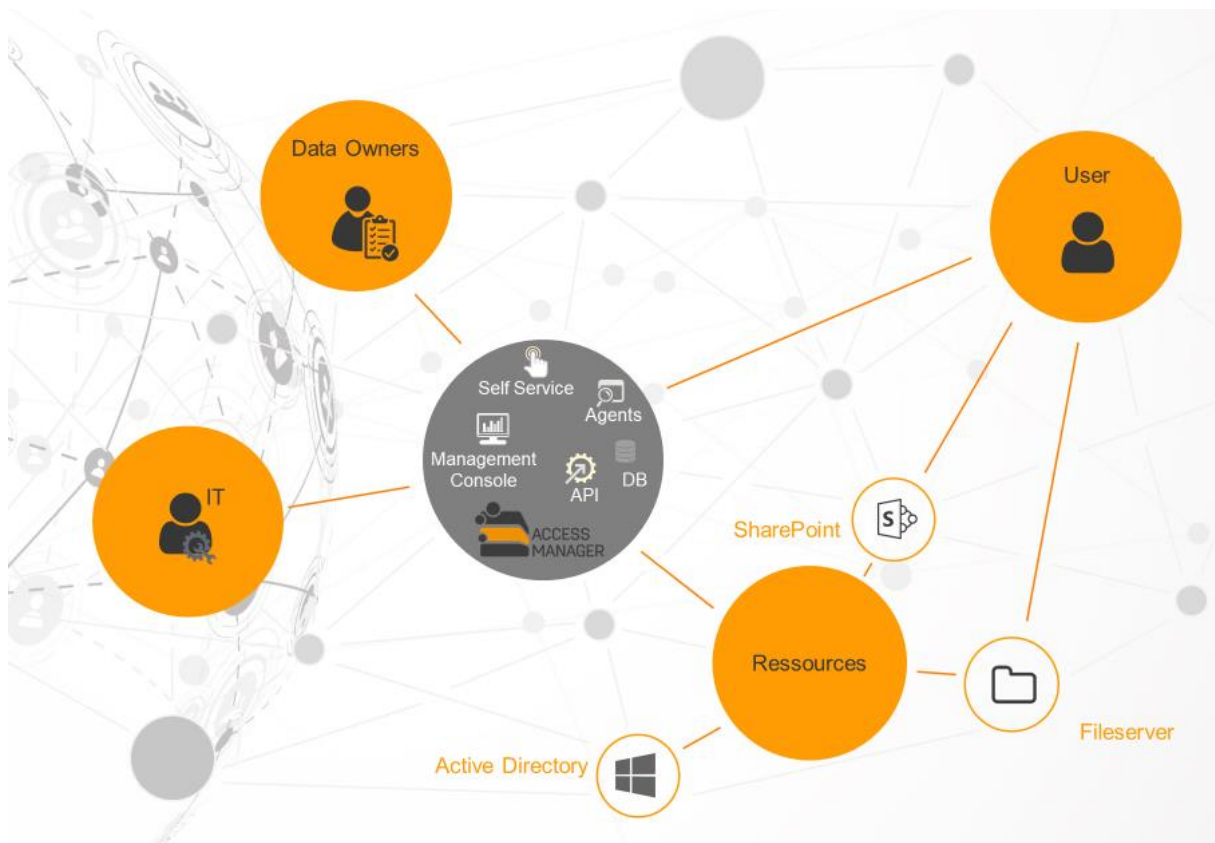 Data Owners
User
Self Service
Agents
Management
Console
API
DB
IT
ACCESS
MANAGER
SharePoint
S
Ressources
Fileserver
Active Directory